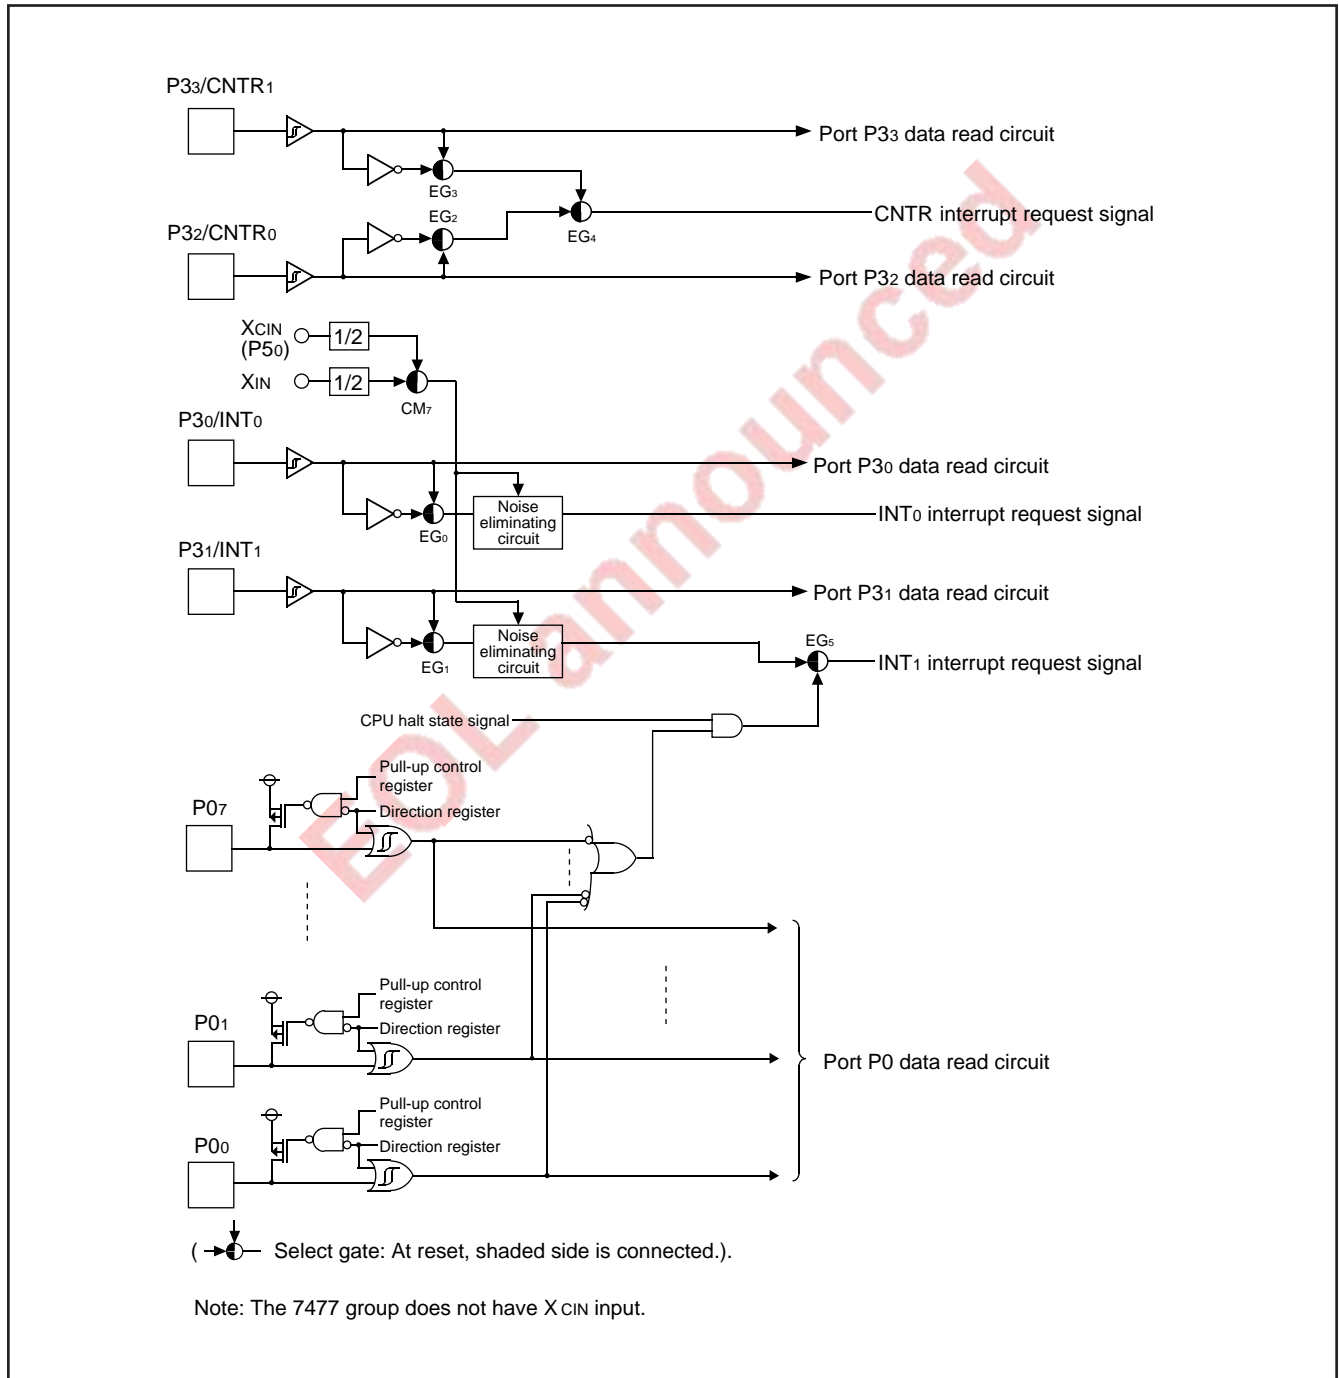 P33/CNTR1
Port P33 data read circuit
EG3
EG2
P32/CNTR0
EG4
CNTR interrupt request signal
Port P32 data read circuit
XCIN
(P50)
1/2
XIN
1/2
CM7
P30/INT0
Port P30 data read circuit
Noise
eliminating
circuit
EG0
INT0 interrupt request signal
P31/INT1
Port P31 data read circuit
Noise
eliminating
circuit
EG1
EG5
INT1 interrupt request signal
CPU halt state signal
Pull-up control
register
P07
Direction register
Pull-up control
register
P01
Direction register
Port P0 data read circuit
Pull-up control
register
P00
Direction register
( Select gate: At reset, shaded side is connected.).
Note: The 7477 group does not have XCIN input.
EOL announced